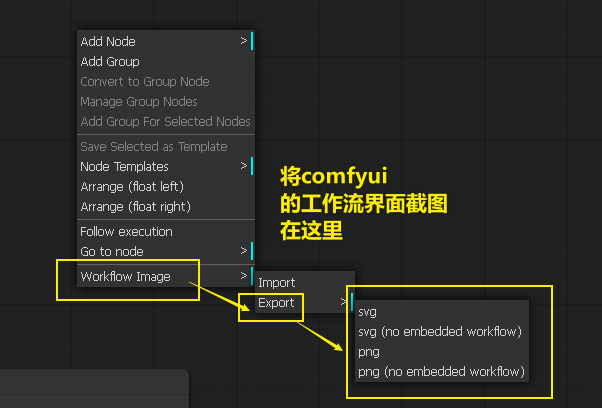 Add Node >
Add Group
Convert to Group Node
Manage Group Nodes
Add Group For Selected Nodes
Save Selected as Template
Node Templates >
Arrange (float left)
Arrange (float right)
Follow execution
Go to node >
Workflow Image >
将comfyui
的工作流界面截图
在这里
Import
Export >
svg
svg (no embedded workflow)
png
png (no embedded workflow)